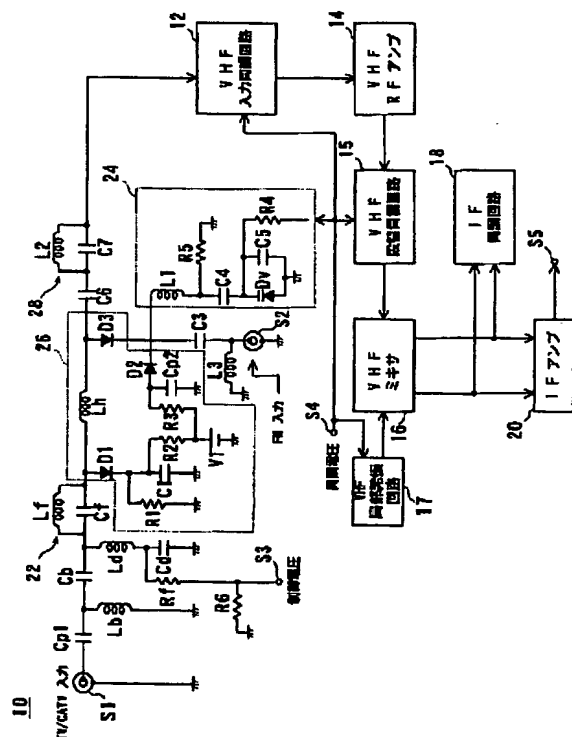 10
TV/CATV 入力
S1
Cp1
Lb
Cb
22
Lf
Cf
Ld
Cd
Rf
R6
S3
制御電圧
26
D1
Lh
R1
C1
R2
R3
VT
Cp2
D2
D3
C3
L3
S2
FM 入力
C6
28
L2
C7
24
L1
R5
C4
Dv
C5
R4
12
VHF
入力同調回路
14
VHF
RFアンプ
15
VHF
段間同調回路
16
VHF
ミキサ
17
VHF
局部発振
回路
S4
同調電圧
18
IF
同調回路
20
IFアンプ
S5